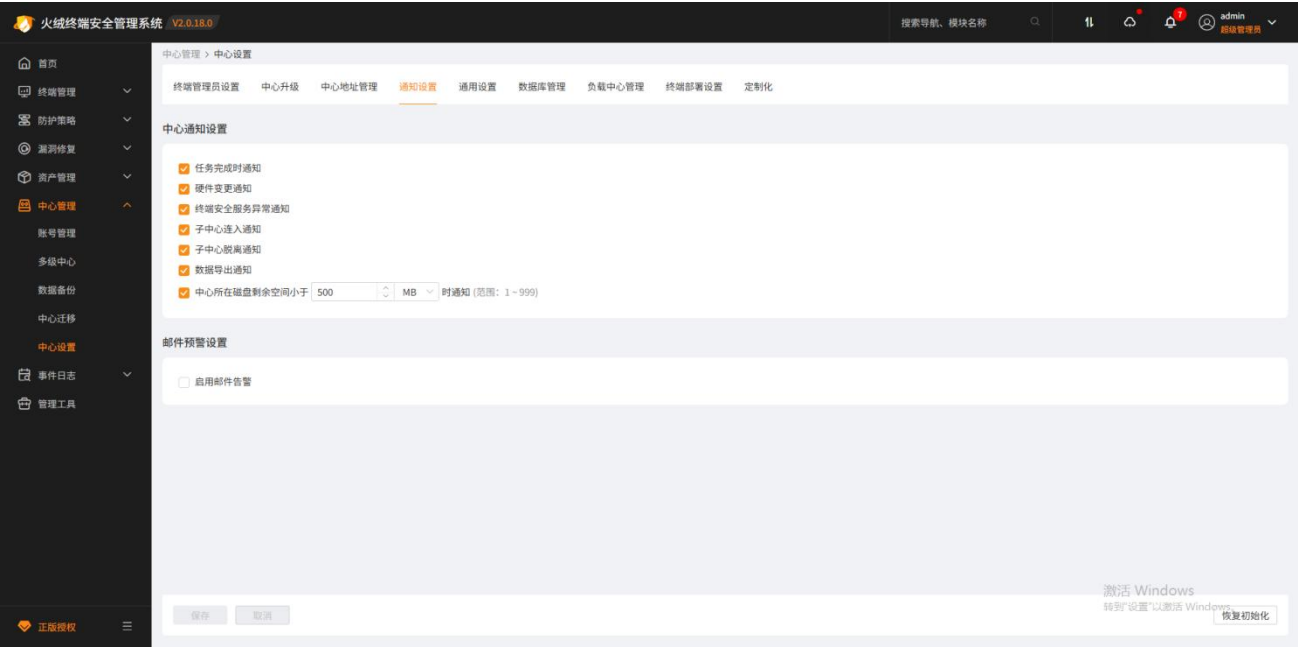 火绒终端安全管理系统 V2.0.18.0
搜索导航、模块名称
7
admin
超级管理员
首页
终端管理
防护策略
漏洞修复
资产管理
中心管理
账号管理
多级中心
数据备份
中心迁移
中心设置
事件日志
管理工具
正版授权
中心管理 > 中心设置
终端管理员设置 中心升级 中心地址管理 通知设置 通用设置 数据库管理 负载中心管理 终端部署设置 定制化
中心通知设置
任务完成时通知
硬件变更通知
终端安全服务异常通知
子中心连入通知
子中心脱离通知
数据导出通知
中心所在磁盘剩余空间小于 500 MB 时通知 (范围: 1 ~ 999)
邮件预警设置
启用邮件告警
保存 取消
激活 Windows
转到"设置"以激活 Windows。
恢复初始化